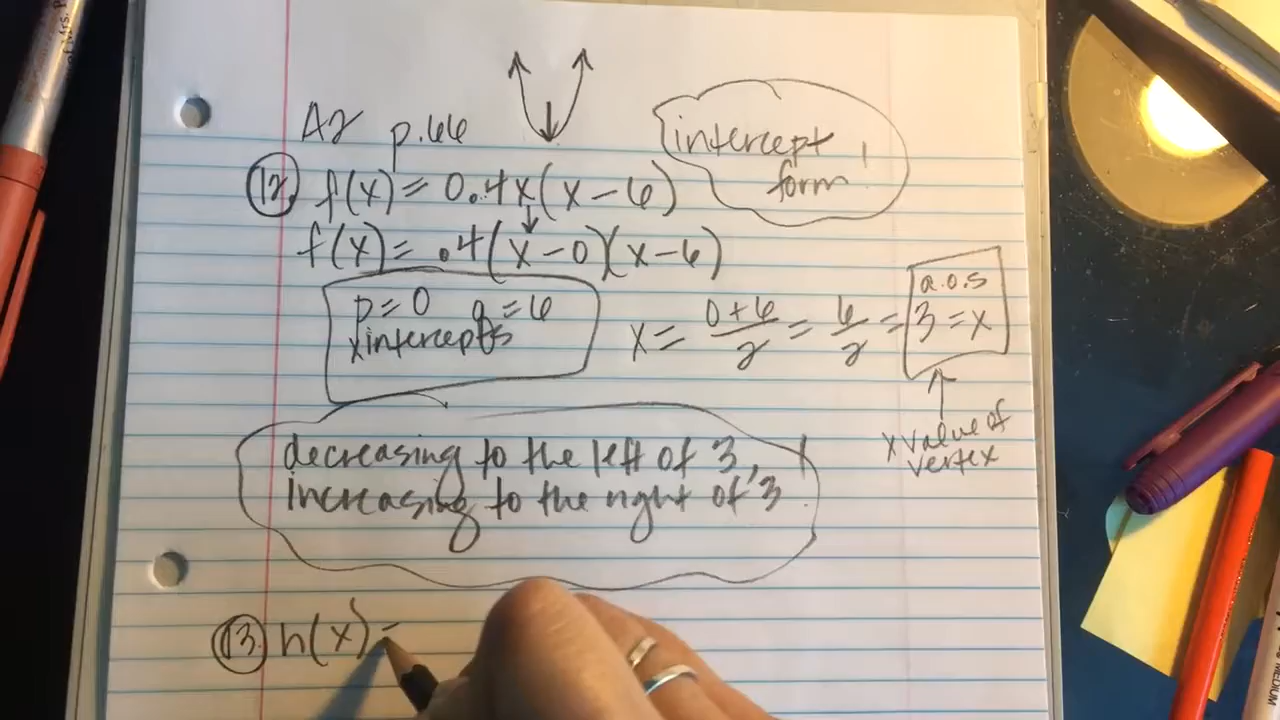 A2 p.66
intercept
form
12. f(x) = 0.4x(x-6)
f(x) = .4(x-0)(x-6)
p=0 q=6
x intercepts
x = 0+6/2 = 6/2 = 3 = x
a.o.s
x value of
vertex
decreasing to the left of 3,
increasing to the right of 3
13. h(x)=
MEDIUM